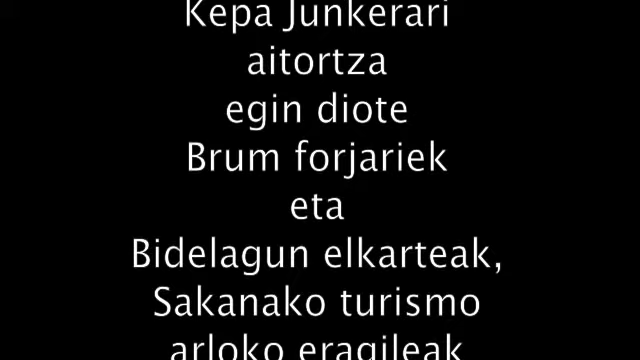 Kepa Junkerari
aitortza
egin diote
Brum forjariek
eta
Bidelagun elkarteak,
Sakanako turismo
arloko eragileak